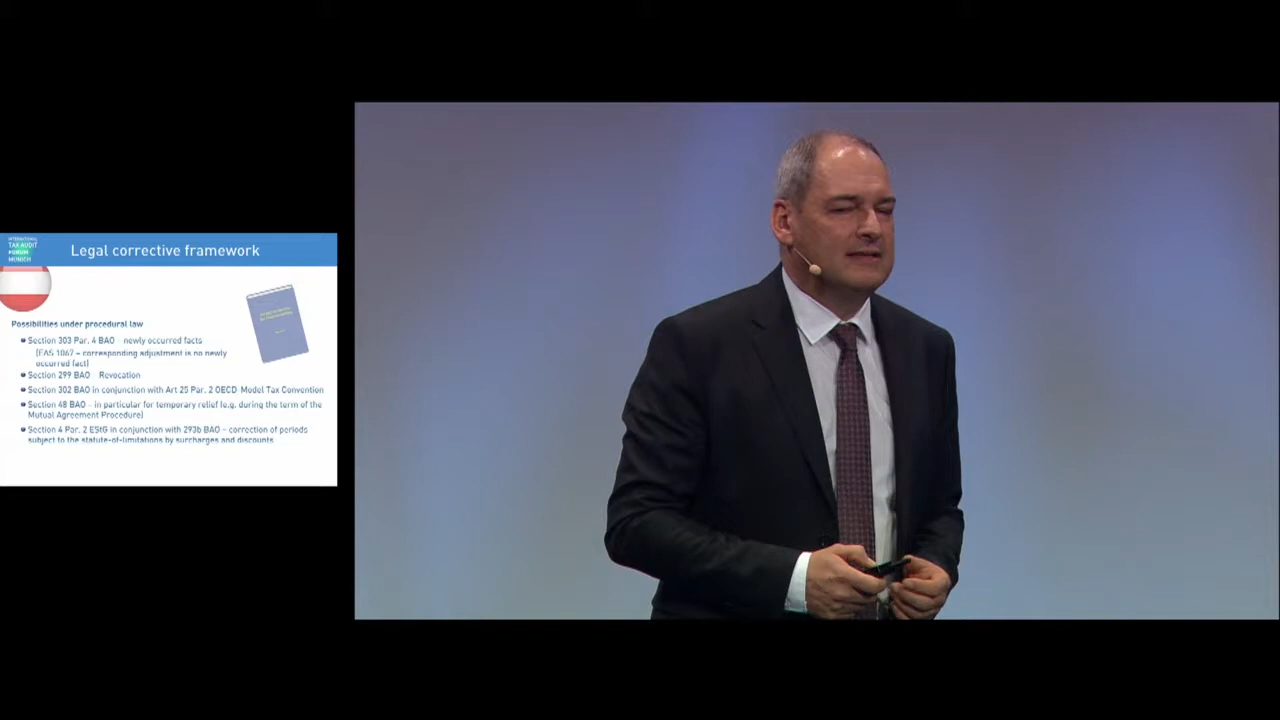 INTERNATIONAL
TAX AUDIT
FORUM
MUNICH
Legal corrective framework
Possibilities under procedural law
Section 303 Par. 4 BAO – newly occurred facts
(EAS 1067 – corresponding adjustment is no newly
occurred fact)
Section 299 BAO – Revocation
Section 302 BAO in conjunction with Art 25 Par. 2 OECD-Model Tax Convention
Section 48 BAO – in particular for temporary relief (e.g. during the term of the
Mutual Agreement Procedure)
Section 4 Par. 2 EStG in conjunction with 293b BAO – correction of periods
subject to the statute-of-limitations by surcharges and discounts